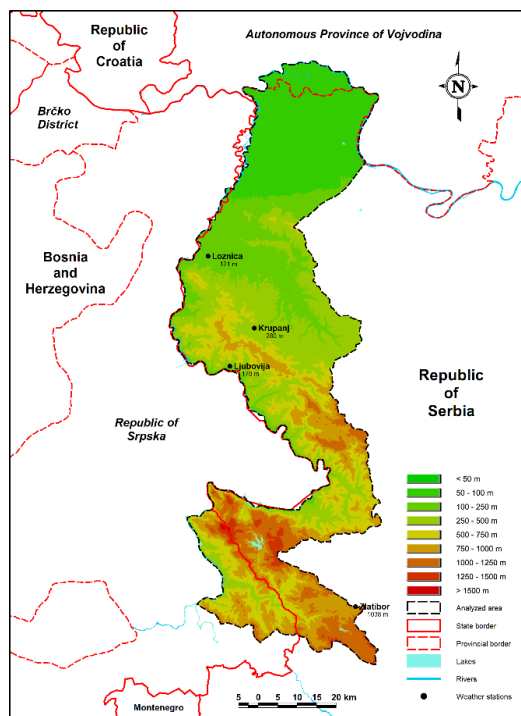 Republic
of
Croatia
Autonomous Province of Vojvodina
N
Brčko
District
Bosnia
and
Herzegovina
Loznica
121 m
Krupanj
280 m
Ljubovija
170 m
Republic of
Srpska
Republic
of
Serbia
Zlatibor
1038 m
Montenegro
< 50 m
50 - 100 m
100 - 250 m
250 - 500 m
500 - 750 m
750 - 1000 m
1000 - 1250 m
1250 - 1500 m
> 1500 m
Analyzed area
State border
Provincial border
Lakes
Rivers
Weather stations
5 0 5 10 15 20 km